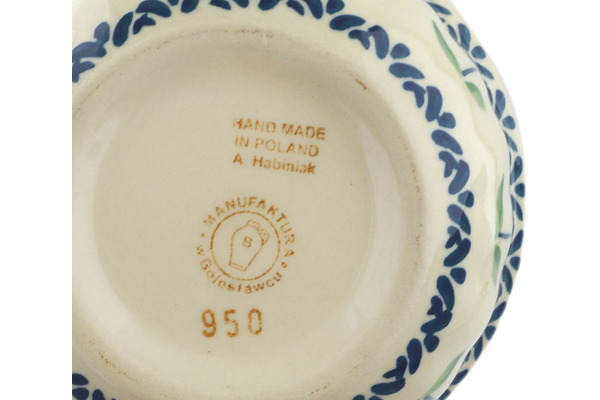 HAND MADE
IN POLAND
A. Habiniak
MANUFAKTURA
w Bolesławcu
B
950